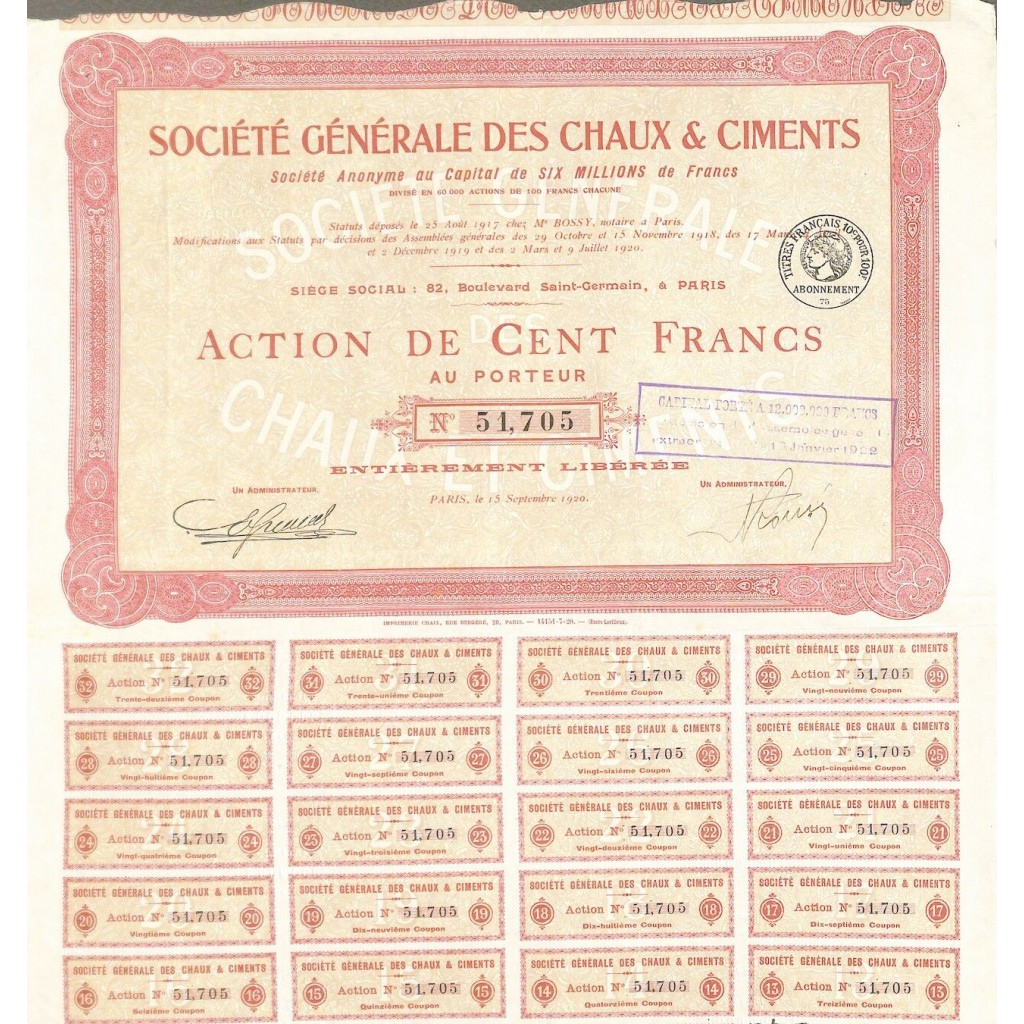 SOCIÉTÉ GÉNÉRALE DES CHAUX & CIMENTS
Société Anonyme au Capital de SIX MILLIONS de Francs
DIVISÉ EN 60.000 ACTIONS DE 100 FRANCS CHACUNE
Statuts déposés le 25 Août 1917 chez Me BOSSY, notaire à Paris.
Modifications aux Statuts par décisions des Assemblées générales des 29 Octobre et 15 Novembre 1918, des 17 Mars
et 2 Décembre 1919 et des 2 Mars et 9 Juillet 1920.
TITRES FRANÇAIS 10c POUR 100F
ABONNEMENT
75
SIÈGE SOCIAL : 82, Boulevard Saint-Germain, à PARIS
ACTION DE CENT FRANCS
AU PORTEUR
No 51,705
CAPITAL PORTÉ A 12.000.000 FRANCS
13 Janvier 1922
ENTIÈREMENT LIBÉRÉE
UN ADMINISTRATEUR,
PARIS, le 15 Septembre 1920.
UN ADMINISTRATEUR,
SOCIÉTÉ GÉNÉRALE
DES
CHAUX ET CIMENTS
IMPRIMERIE CHAIX, RUE BERGÈRE, 20, PARIS. — 14151-7-20. — (Encre Lorilleux).
SOCIÉTÉ GÉNÉRALE DES CHAUX & CIMENTS
32 Action No 51,705 32
Trente-deuxième Coupon
SOCIÉTÉ GÉNÉRALE DES CHAUX & CIMENTS
31 Action No 51,705 31
Trente-unième Coupon
SOCIÉTÉ GÉNÉRALE DES CHAUX & CIMENTS
30 Action No 51,705 30
Trentième Coupon
SOCIÉTÉ GÉNÉRALE DES CHAUX & CIMENTS
29 Action No 51,705 29
Vingt-neuvième Coupon
SOCIÉTÉ GÉNÉRALE DES CHAUX & CIMENTS
28 Action No 51,705 28
Vingt-huitième Coupon
SOCIÉTÉ GÉNÉRALE DES CHAUX & CIMENTS
27 Action No 51,705 27
Vingt-septième Coupon
SOCIÉTÉ GÉNÉRALE DES CHAUX & CIMENTS
26 Action No 51,705 26
Vingt-sixième Coupon
SOCIÉTÉ GÉNÉRALE DES CHAUX & CIMENTS
25 Action No 51,705 25
Vingt-cinquième Coupon
SOCIÉTÉ GÉNÉRALE DES CHAUX & CIMENTS
24 Action No 51,705 24
Vingt-quatrième Coupon
SOCIÉTÉ GÉNÉRALE DES CHAUX & CIMENTS
23 Action No 51,705 23
Vingt-troisième Coupon
SOCIÉTÉ GÉNÉRALE DES CHAUX & CIMENTS
22 Action No 51,705 22
Vingt-deuxième Coupon
SOCIÉTÉ GÉNÉRALE DES CHAUX & CIMENTS
21 Action No 51,705 21
Vingt-unième Coupon
SOCIÉTÉ GÉNÉRALE DES CHAUX & CIMENTS
20 Action No 51,705 20
Vingtième Coupon
SOCIÉTÉ GÉNÉRALE DES CHAUX & CIMENTS
19 Action No 51,705 19
Dix-neuvième Coupon
SOCIÉTÉ GÉNÉRALE DES CHAUX & CIMENTS
18 Action No 51,705 18
Dix-huitième Coupon
SOCIÉTÉ GÉNÉRALE DES CHAUX & CIMENTS
17 Action No 51,705 17
Dix-septième Coupon
SOCIÉTÉ GÉNÉRALE DES CHAUX & CIMENTS
16 Action No 51,705 16
Seizième Coupon
SOCIÉTÉ GÉNÉRALE DES CHAUX & CIMENTS
15 Action No 51,705 15
Quinzième Coupon
SOCIÉTÉ GÉNÉRALE DES CHAUX & CIMENTS
14 Action No 51,705 14
Quatorzième Coupon
SOCIÉTÉ GÉNÉRALE DES CHAUX & CIMENTS
13 Action No 51,705 13
Treizième Coupon